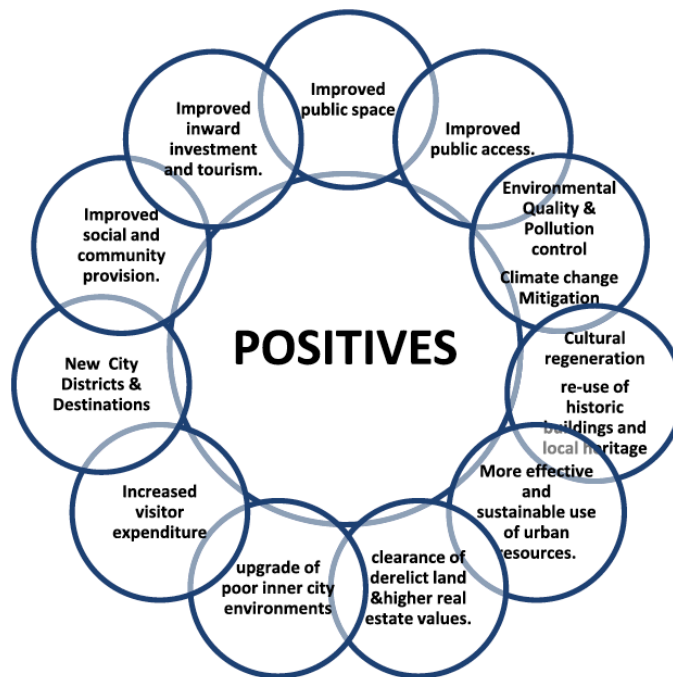 Improved
public space
Improved
public access.
Environmental
Quality &
Pollution
control
Climate change
Mitigation
Cultural
regeneration
re-use of
historic
buildings and
local heritage
More effective
and
sustainable use
of urban
resources.
clearance of
derelict land
&higher real
estate values.
upgrade of
poor inner city
environments
Increased
visitor
expenditure
New City
Districts &
Destinations
Improved
social and
community
provision.
Improved
inward
investment
and tourism.
POSITIVES